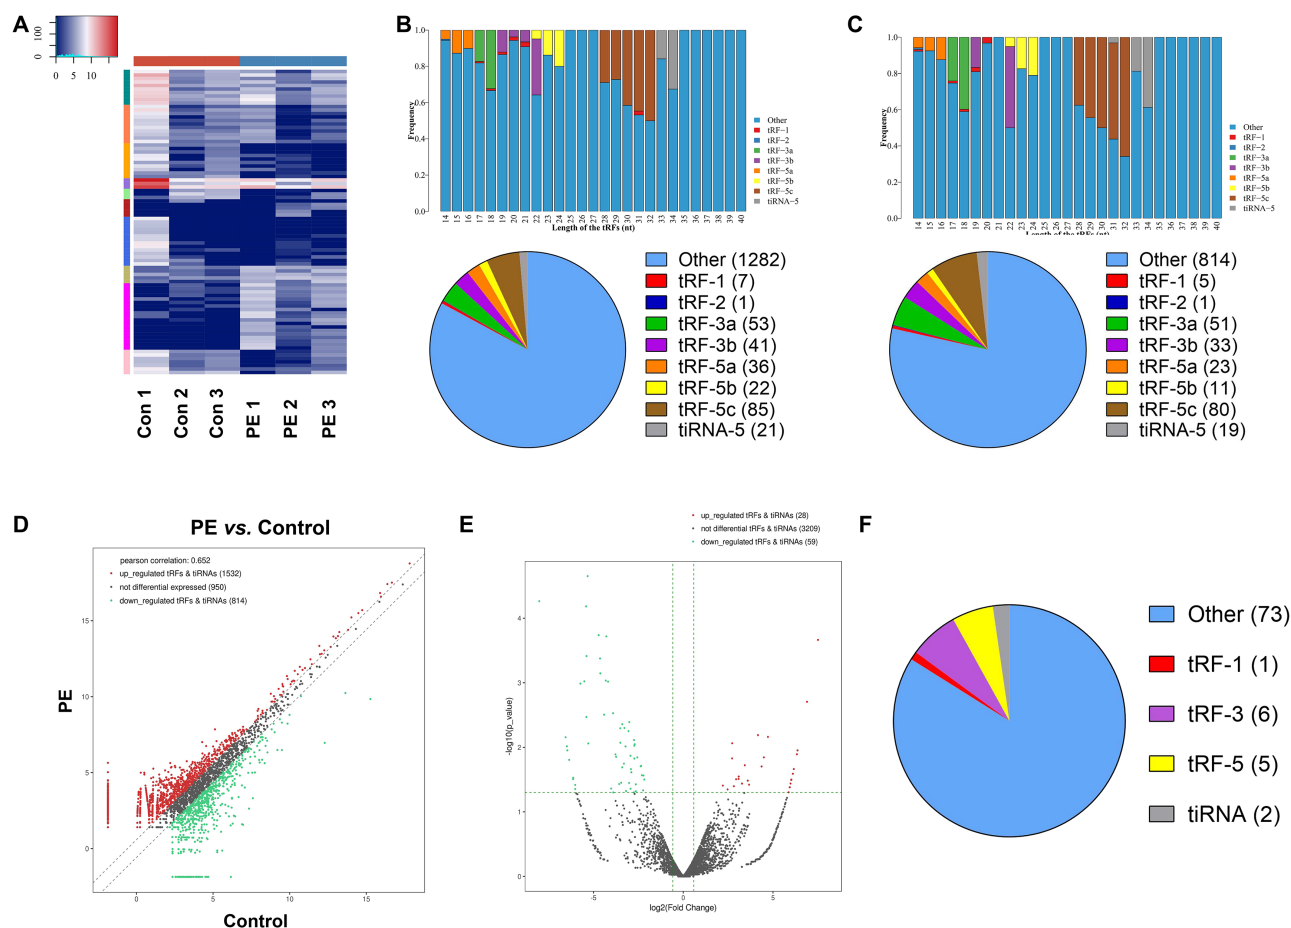 A
0 100
0 5 10
Con 1
Con 2
Con 3
PE 1
PE 2
PE 3
B
Frequency
1.0
0.8
0.6
0.4
0.2
0.0
14 15 16 17 18 19 20 21 22 23 24 25 26 27 28 29 30 31 32 33 34 35 36 37 38 39 40
Length of the tRFs (nt)
Other
tRF-1
tRF-2
tRF-3a
tRF-3b
tRF-5a
tRF-5b
tRF-5c
tiRNA-5
Other (1282)
tRF-1 (7)
tRF-2 (1)
tRF-3a (53)
tRF-3b (41)
tRF-5a (36)
tRF-5b (22)
tRF-5c (85)
tiRNA-5 (21)
C
Frequency
1.0
0.8
0.6
0.4
0.2
0.0
14 15 16 17 18 19 20 21 22 23 24 25 26 27 28 29 30 31 32 33 34 35 36 37 38 39 40
Length of the tRFs (nt)
Other
tRF-1
tRF-2
tRF-3a
tRF-3b
tRF-5a
tRF-5b
tRF-5c
tiRNA-5
Other (814)
tRF-1 (5)
tRF-2 (1)
tRF-3a (51)
tRF-3b (33)
tRF-5a (23)
tRF-5b (11)
tRF-5c (80)
tiRNA-5 (19)
D
PE vs. Control
pearson correlation: 0.652
up_regulated tRFs & tiRNAs (1532)
not differential expressed (950)
down_regulated tRFs & tiRNAs (814)
PE
15
10
5
0
0 5 10 15
Control
E
up_regulated tRFs & tiRNAs (28)
not differential tRFs & tiRNAs (3209)
down_regulated tRFs & tiRNAs (59)
-log10(p_value)
4
3
2
1
0
-5 0 5
log2(Fold Change)
F
Other (73)
tRF-1 (1)
tRF-3 (6)
tRF-5 (5)
tiRNA (2)